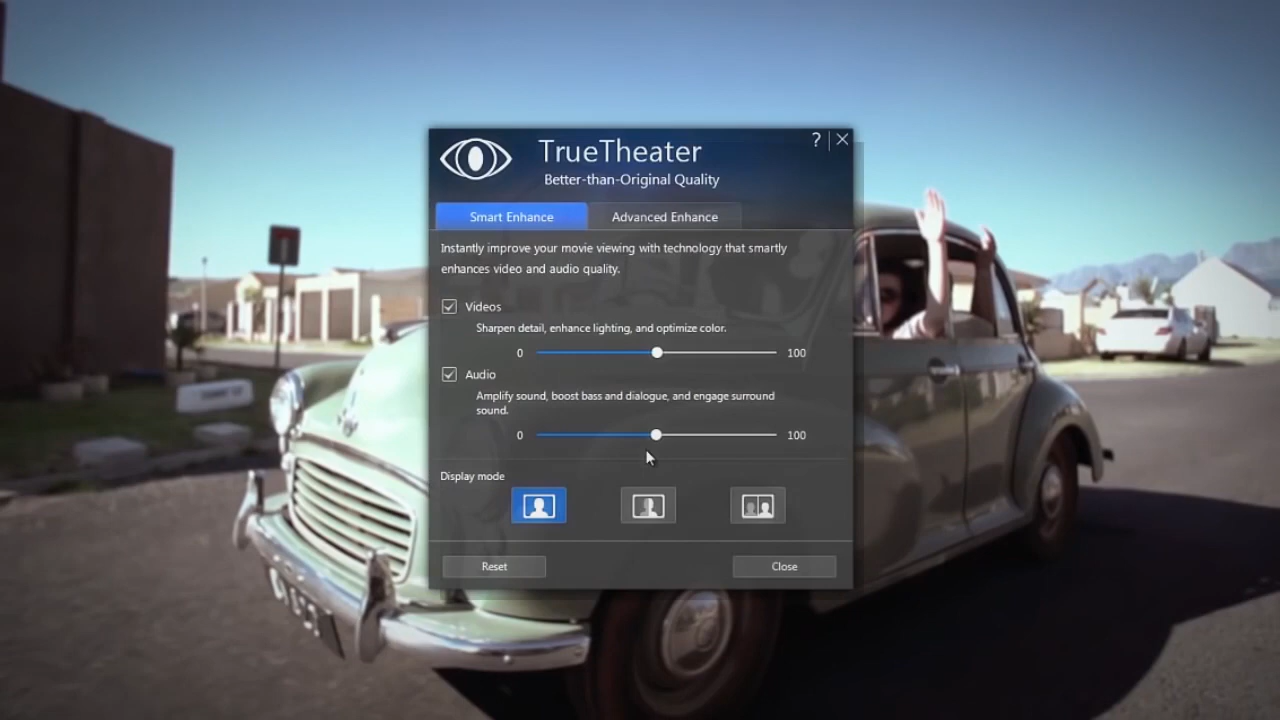 TrueTheater
? | X
Better-than-Original Quality
Smart Enhance
Advanced Enhance
Instantly improve your movie viewing with technology that smartly
enhances video and audio quality.
Videos
Sharpen detail, enhance lighting, and optimize color.
0 100
Audio
Amplify sound, boost bass and dialogue, and engage surround
sound.
0 100
Display mode
Reset
Close